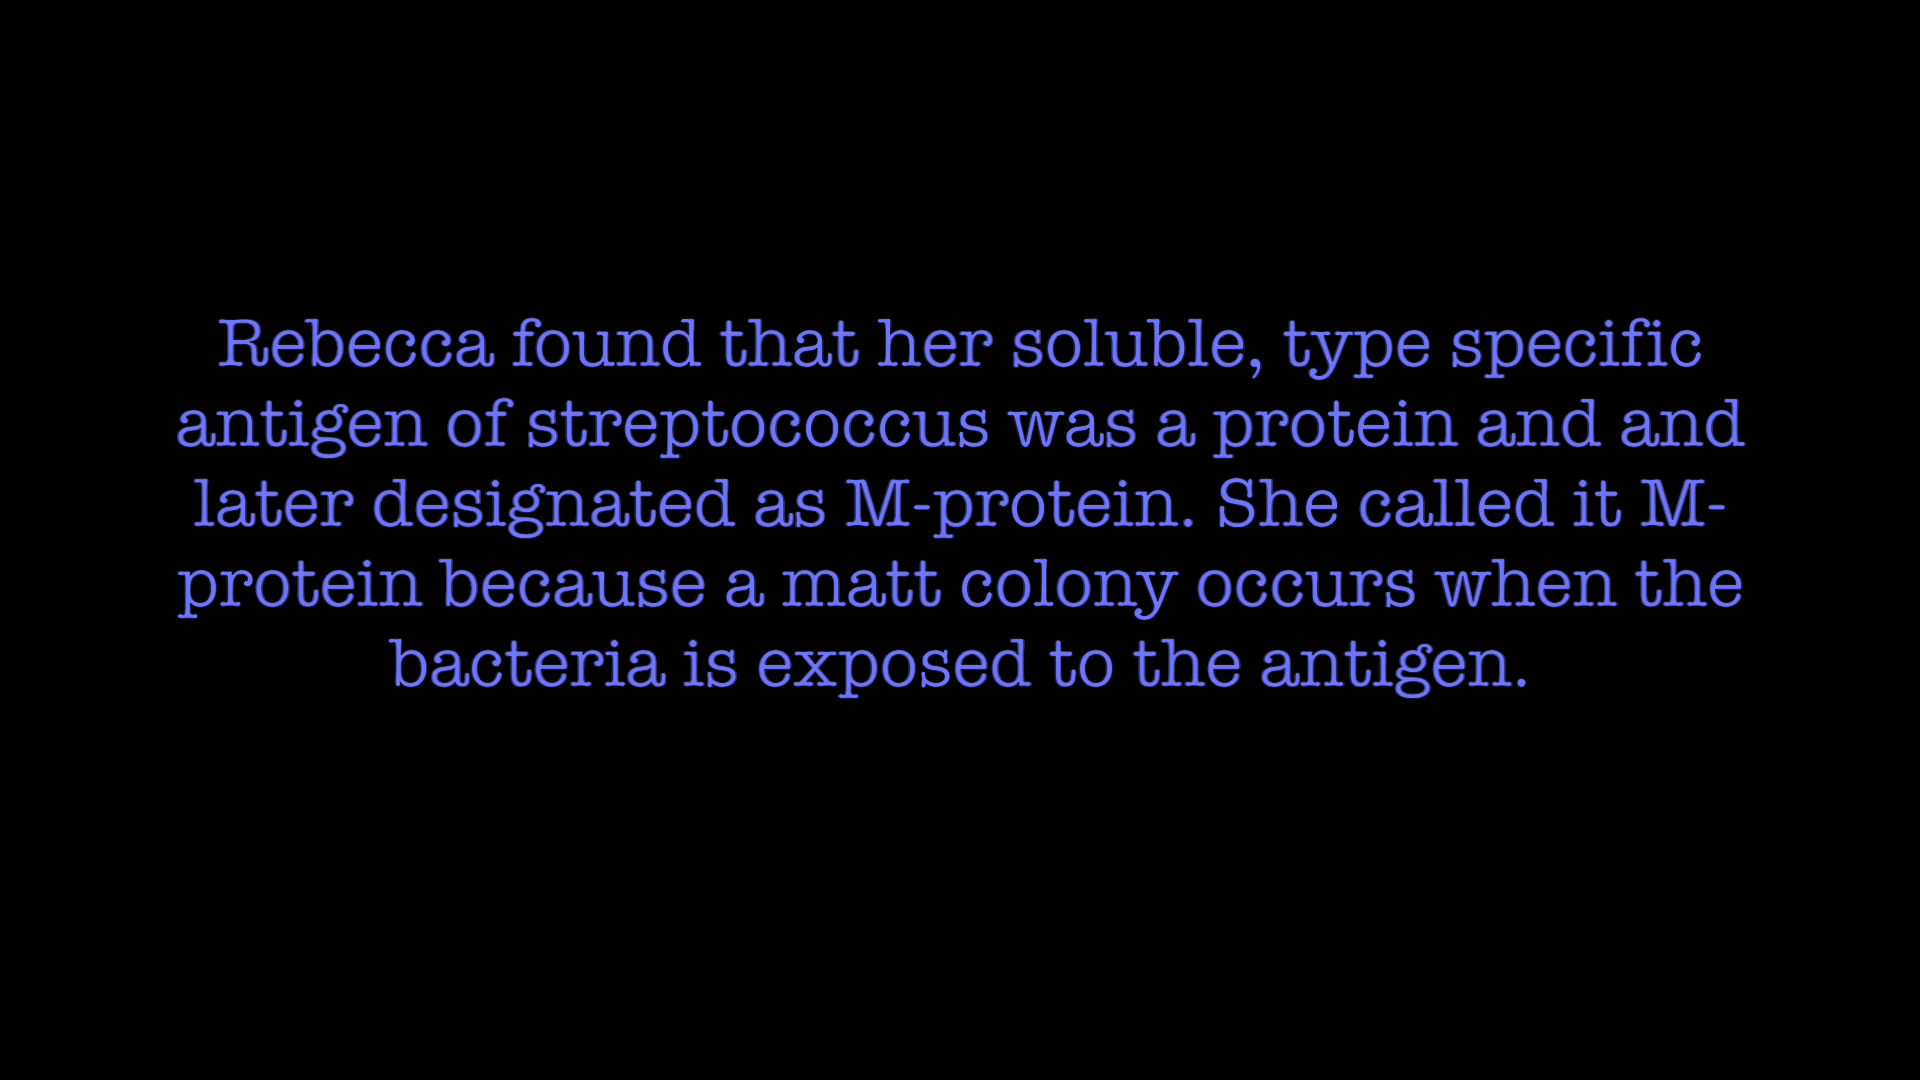 Rebecca found that her soluble, type specific
antigen of streptococcus was a protein and and
later designated as M-protein. She called it M-
protein because a matt colony occurs when the
bacteria is exposed to the antigen.